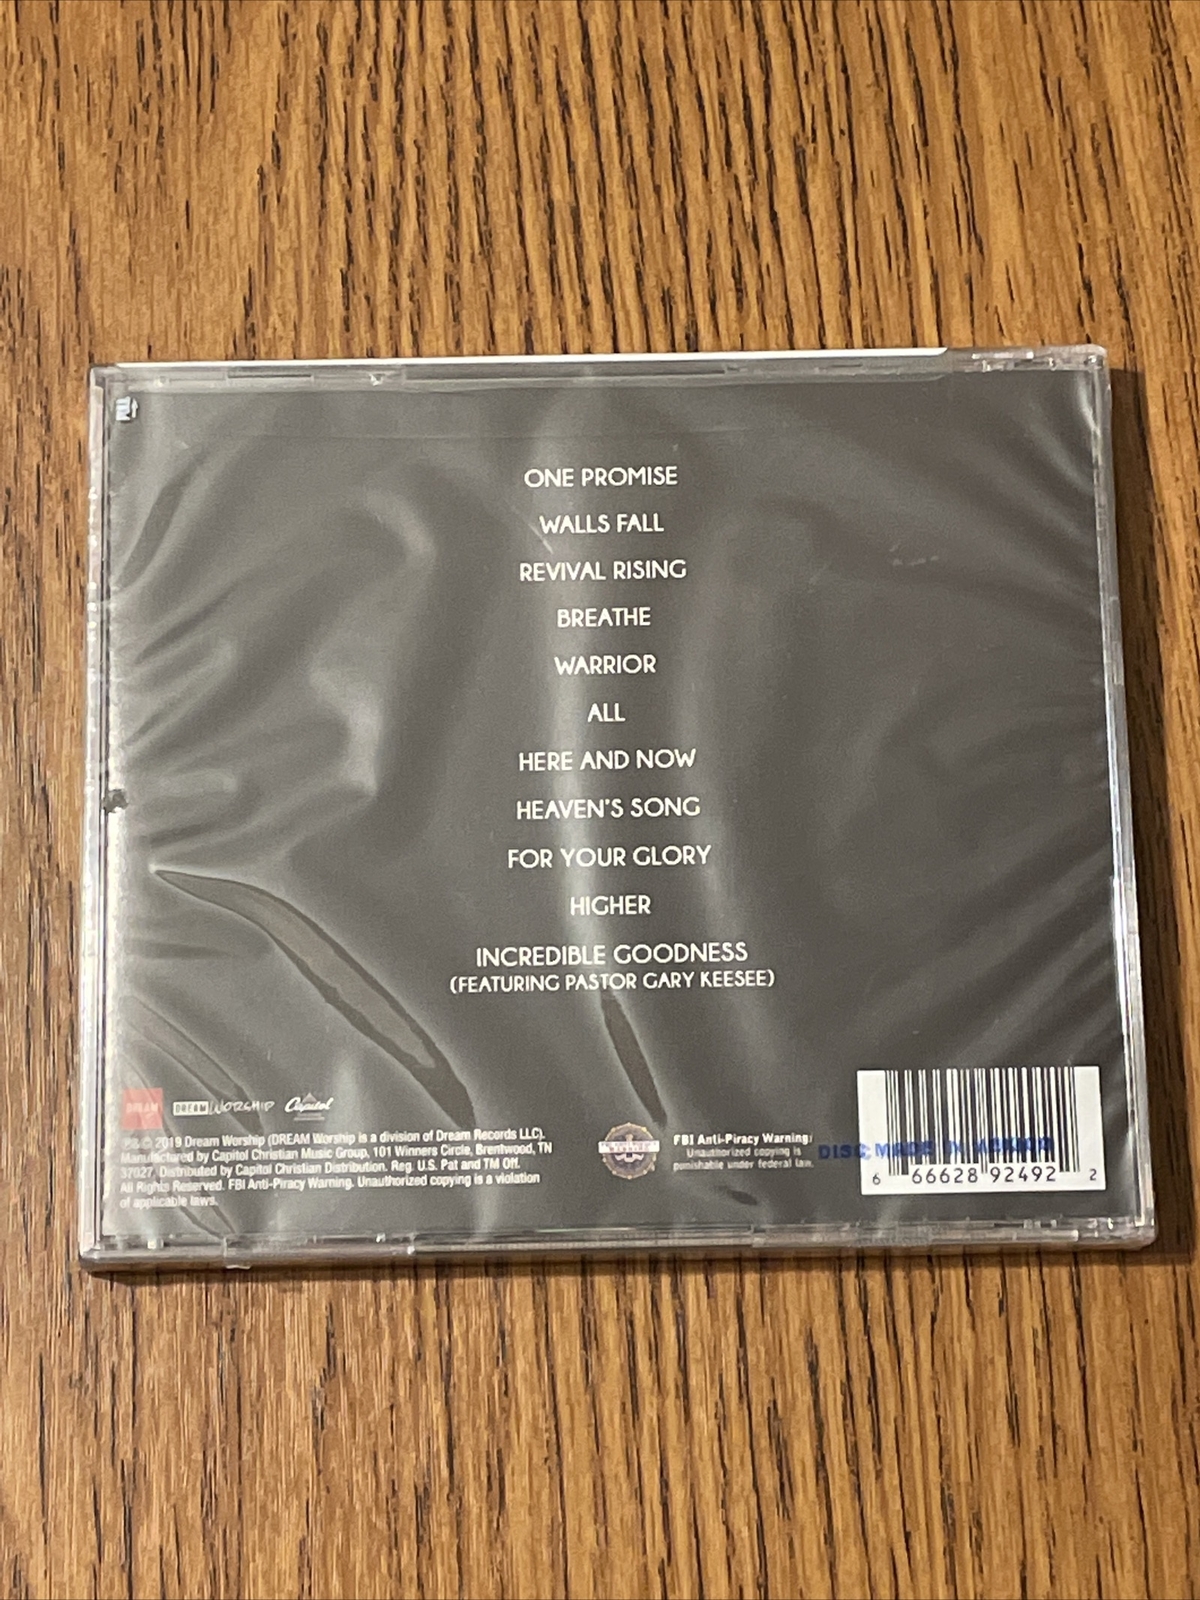 ONE PROMISE
WALLS FALL
REVIVAL RISING
BREATHE
WARRIOR
ALL
HERE AND NOW
HEAVEN'S SONG
FOR YOUR GLORY
HIGHER
INCREDIBLE GOODNESS
(FEATURING PASTOR GARY KEESEE)
DREAM DREAM WORSHIP Capitol
℗& © 2019 Dream Worship (DREAM Worship is a division of Dream Records LLC).
Manufactured by Capitol Christian Music Group, 101 Winners Circle, Brentwood, TN
37027, Distributed by Capitol Christian Distribution. Reg. U.S. Pat and TM Off.
All Rights Reserved. FBI Anti-Piracy Warning. Unauthorized copying is a violation
of applicable laws.
FBI Anti-Piracy Warning:
Unauthorized copying is
punishable under federal law.
DISC MADE IN MEXICO
6 66628 92492 2